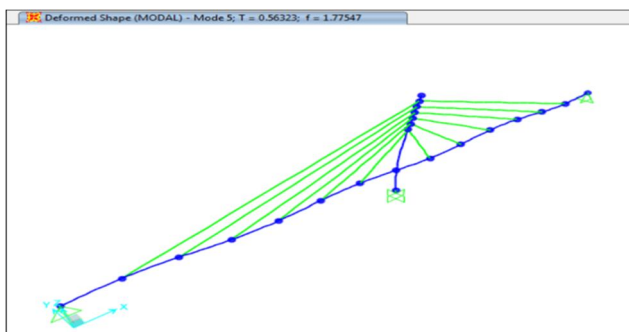 Deformed Shape (MODAL) - Mode 5; T = 0.56323; f = 1.77547
Y
X